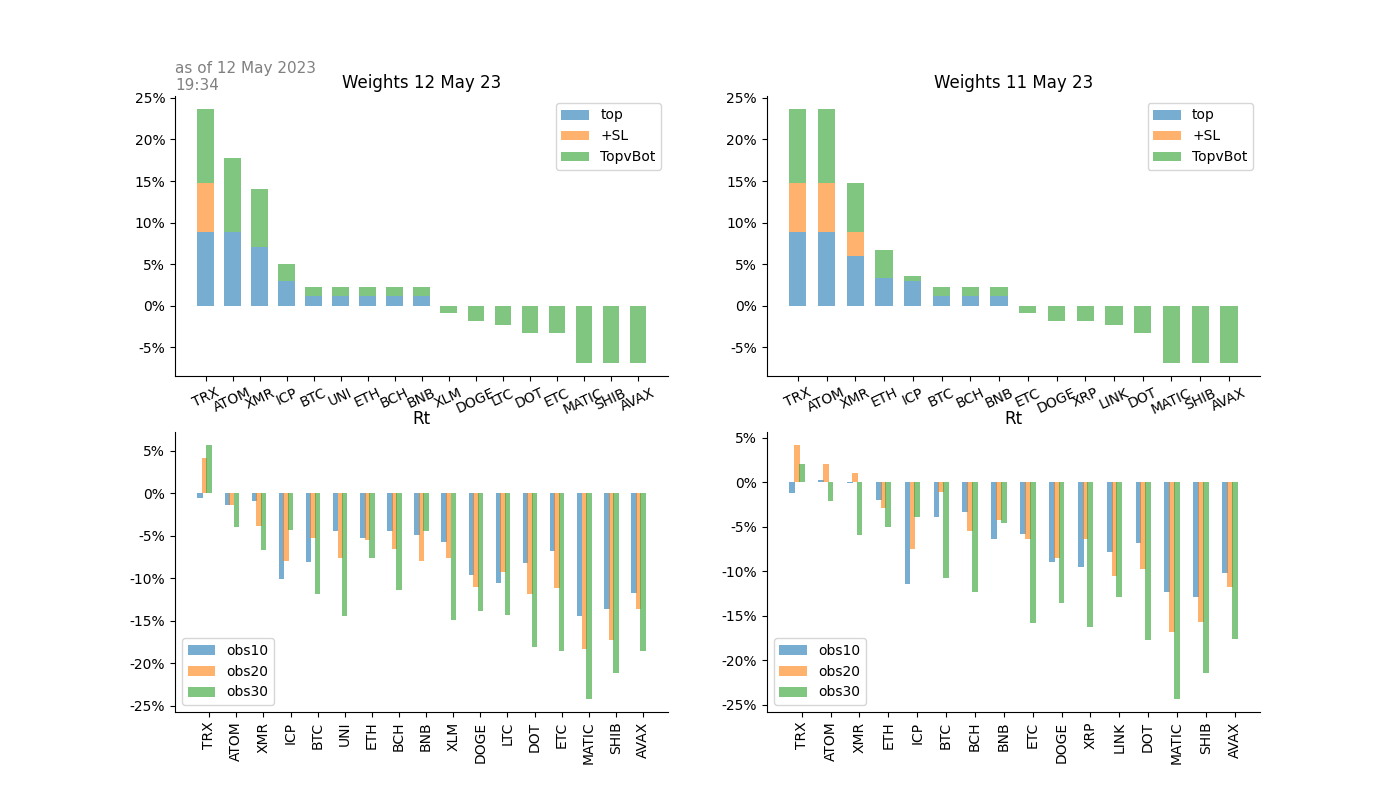 as of 12 May 2023
19:34
Weights 12 May 23
25%
20%
15%
10%
5%
0%
-5%
top
+SL
TopvBot
TRX ATOM XMR ICP BTC UNI ETH BCH BNB XLM DOGE LTC DOT ETC MATIC SHIB AVAX
Weights 11 May 23
25%
20%
15%
10%
5%
0%
-5%
top
+SL
TopvBot
TRX ATOM XMR ETH ICP BTC BCH BNB ETC DOGE XRP LINK DOT MATIC SHIB AVAX
Rt
5%
0%
-5%
-10%
-15%
-20%
-25%
obs10
obs20
obs30
TRX ATOM XMR ICP BTC UNI ETH BCH BNB XLM DOGE LTC DOT ETC MATIC SHIB AVAX
Rt
5%
0%
-5%
-10%
-15%
-20%
-25%
obs10
obs20
obs30
TRX ATOM XMR ETH ICP BTC BCH BNB ETC DOGE XRP LINK DOT MATIC SHIB AVAX